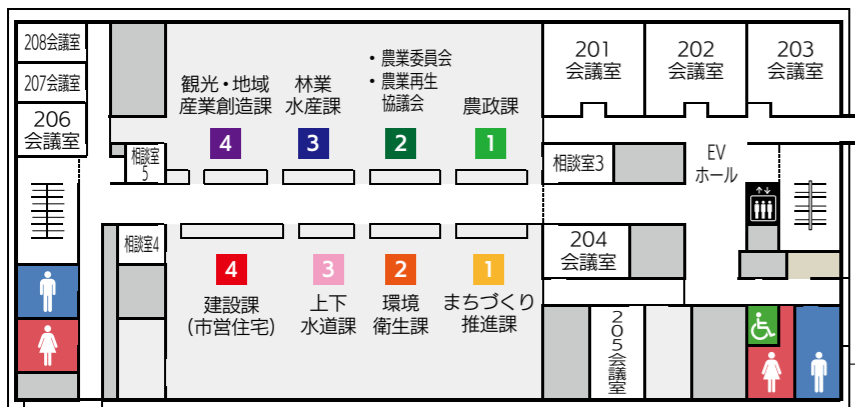 208会議室
207会議室
206
会議室
観光・地域
産業創造課
4
林業
水産課
3
・農業委員会
・農業再生
協議会
2
農政課
1
201
会議室
202
会議室
203
会議室
相談室
5
相談室3
EV
ホール
相談室4
204
会議室
4
建設課
(市営住宅)
3
上下
水道課
2
環境
衛生課
1
まちづくり
推進課
205会議室